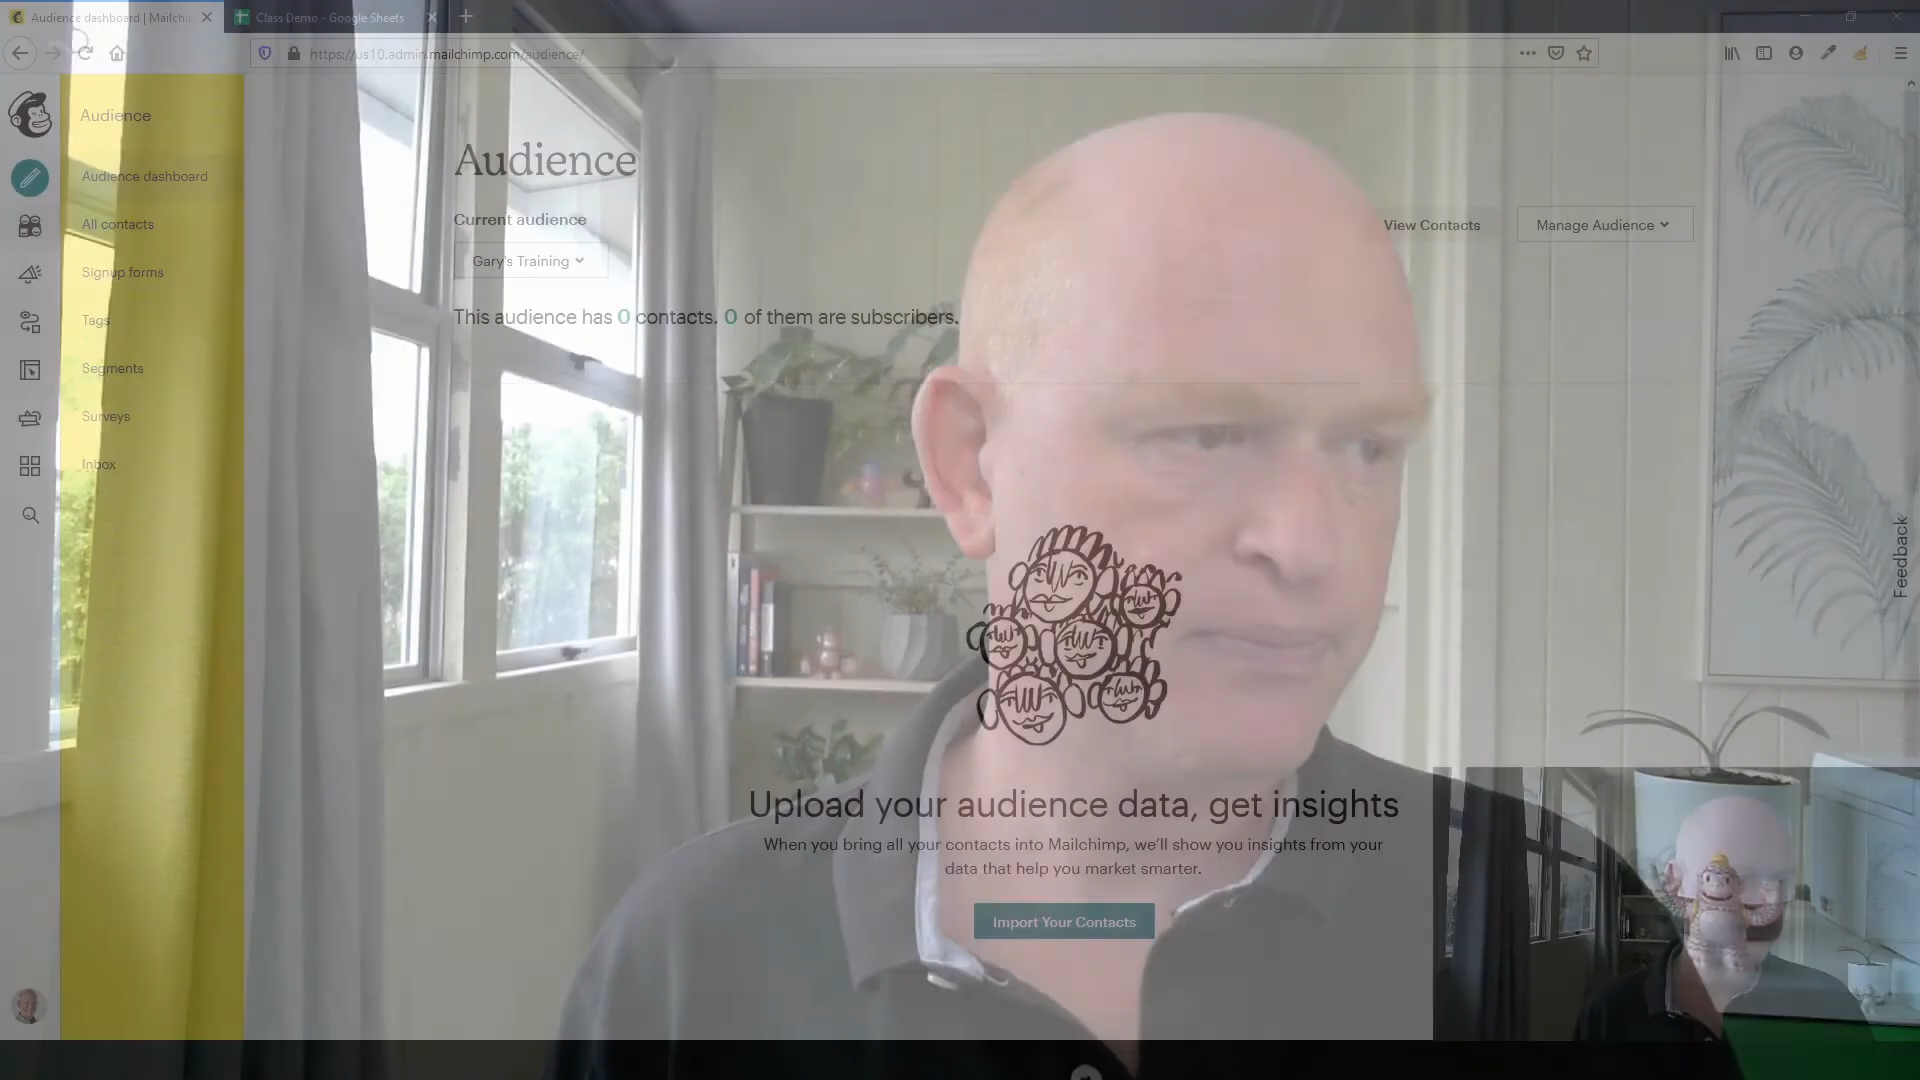 Audience dashboard | Mailchi
Class Demo - Google Sheets
https://us10.admin.mailchimp.com/audience/
Audience
Audience dashboard
All contacts
Signup forms
Tags
Segments
Surveys
Inbox
Audience
Current audience
Gary's Training
View Contacts
Manage Audience
This audience has 0 contacts. 0 of them are subscribers.
Upload your audience data, get insights
When you bring all your contacts into Mailchimp, we'll show you insights from your
data that help you market smarter.
Import Your Contacts
Feedback